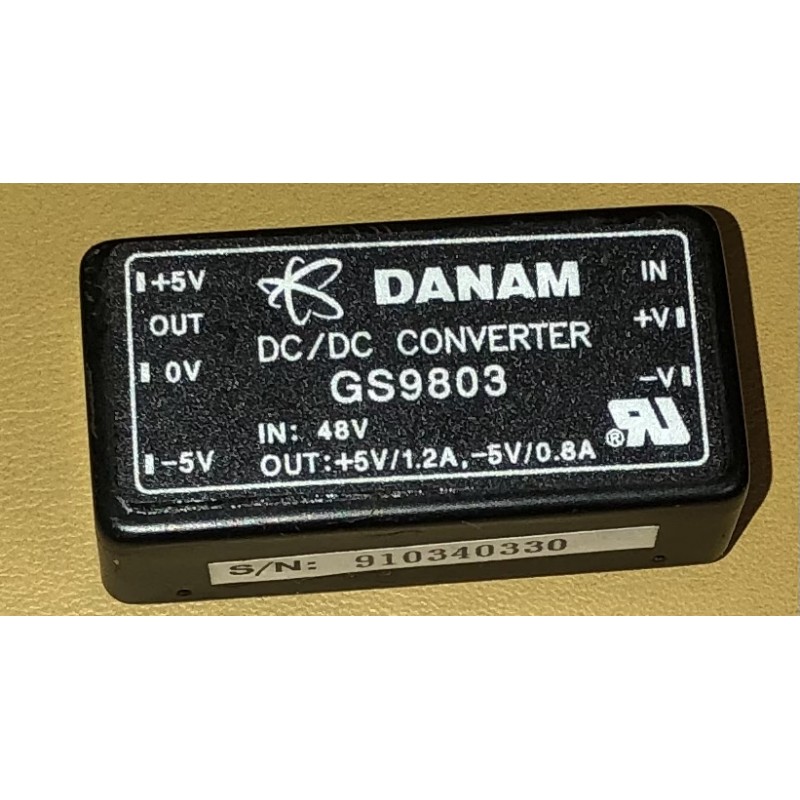 +5V
OUT
0V
-5V
DANAM
DC/DC CONVERTER
GS9803
IN: 48V
OUT:+5V/1.2A,-5V/0.8A
IN
+V
-V
RU®
S/N: 910340330